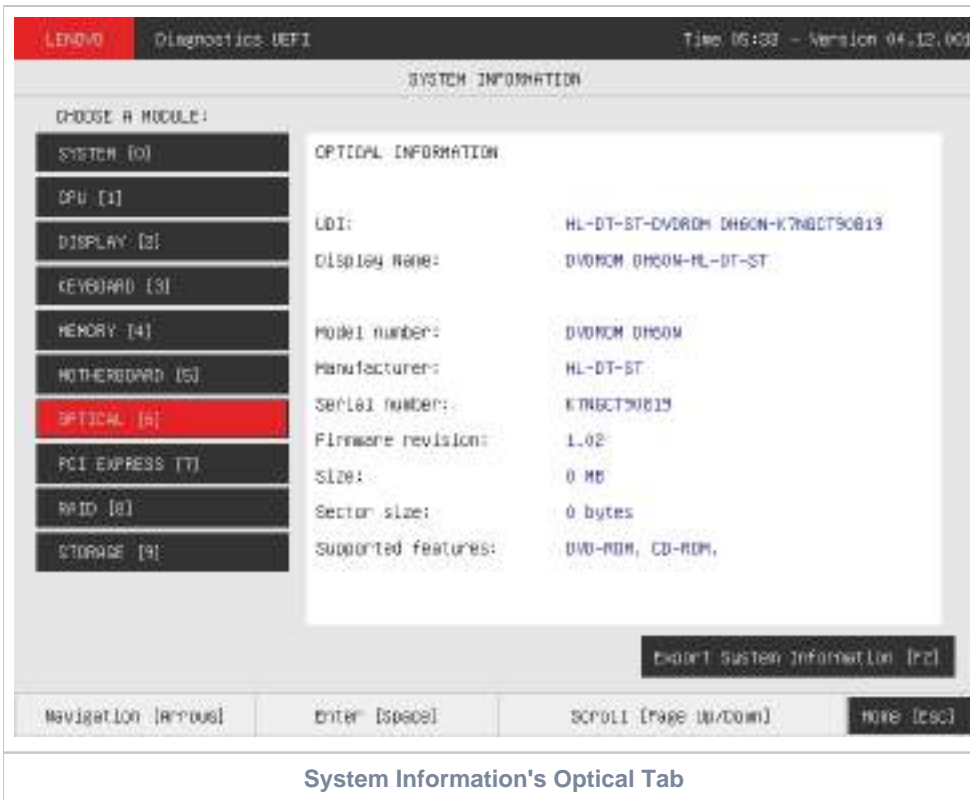 LENOVO Diagnostics UEFI Time 05:33 - Version 04.12.001
SYSTEM INFORMATION
CHOOSE A MODULE:
SYSTEM [0]
CPU [1]
DISPLAY [2]
KEYBOARD [3]
MEMORY [4]
MOTHERBOARD [5]
OPTICAL [6]
PCI EXPRESS [7]
RAID [8]
STORAGE [9]
OPTICAL INFORMATION
UDI: HL-DT-ST-DVDROM DH60N-K7NGCT90819
Display Name: DVDROM DH60N-HL-DT-ST
Model number: DVDROM DH60N
Manufacturer: HL-DT-ST
Serial number: K7NGCT90819
Firmware revision: 1.02
Size: 0 MB
Sector size: 0 bytes
Supported features: DVD-ROM, CD-ROM,
Export System Information [F2]
Navigation [Arrows] Enter [Space] Scroll [Page Up/Down] Home [Esc]
System Information's Optical Tab